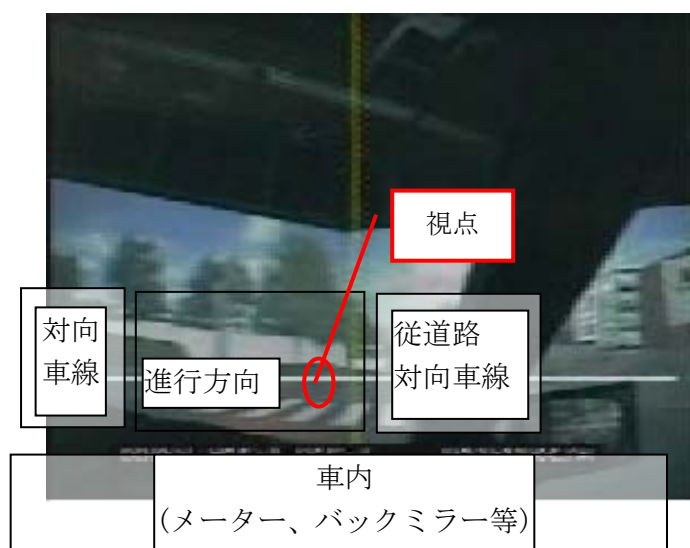 視点
対向
車線
進行方向
従道路
対向車線
車内
(メーター、バックミラー等)